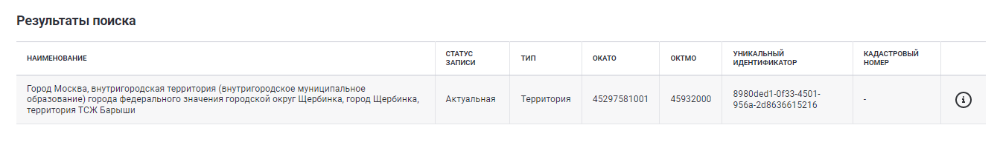 Результаты поиска
НАИМЕНОВАНИЕ
СТАТУС
ЗАПИСИ
ТИП
ОКАТО
ОКТМО
УНИКАЛЬНЫЙ
ИДЕНТИФИКАТОР
КАДАСТРОВЫЙ
НОМЕР
Город Москва, внутригородская территория (внутригородское муниципальное
образование) города федерального значения городской округ Щербинка, город Щербинка,
территория ТСЖ Барыши
Актуальная
Территория
45297581001
45932000
8980ded1-0f33-4501-
956a-2d8636615216
-